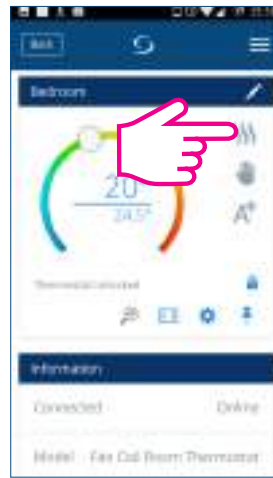 Back
Bedroom
20°
24.5°
A*
Thermostat unlocked
Information
Connected Online
Model Fan Coil Room Thermostat